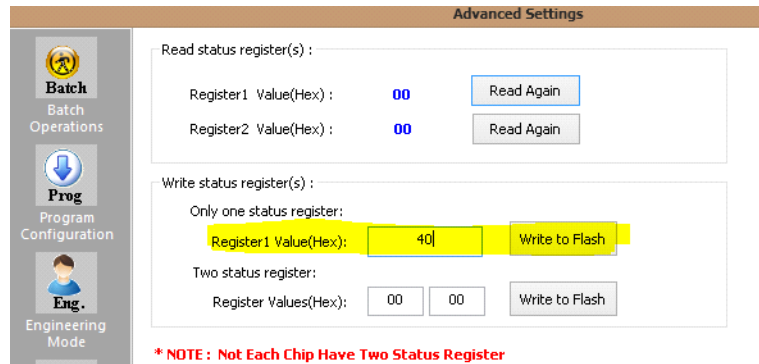 Advanced Settings
Batch
Batch
Operations
Prog
Program
Configuration
Eng.
Engineering
Mode
Read status register(s) :
Register1 Value(Hex) : 00 Read Again
Register2 Value(Hex) : 00 Read Again
Write status register(s) :
Only one status register:
Register1 Value(Hex): 40 Write to Flash
Two status register:
Register Values(Hex): 00 00 Write to Flash
* NOTE : Not Each Chip Have Two Status Register